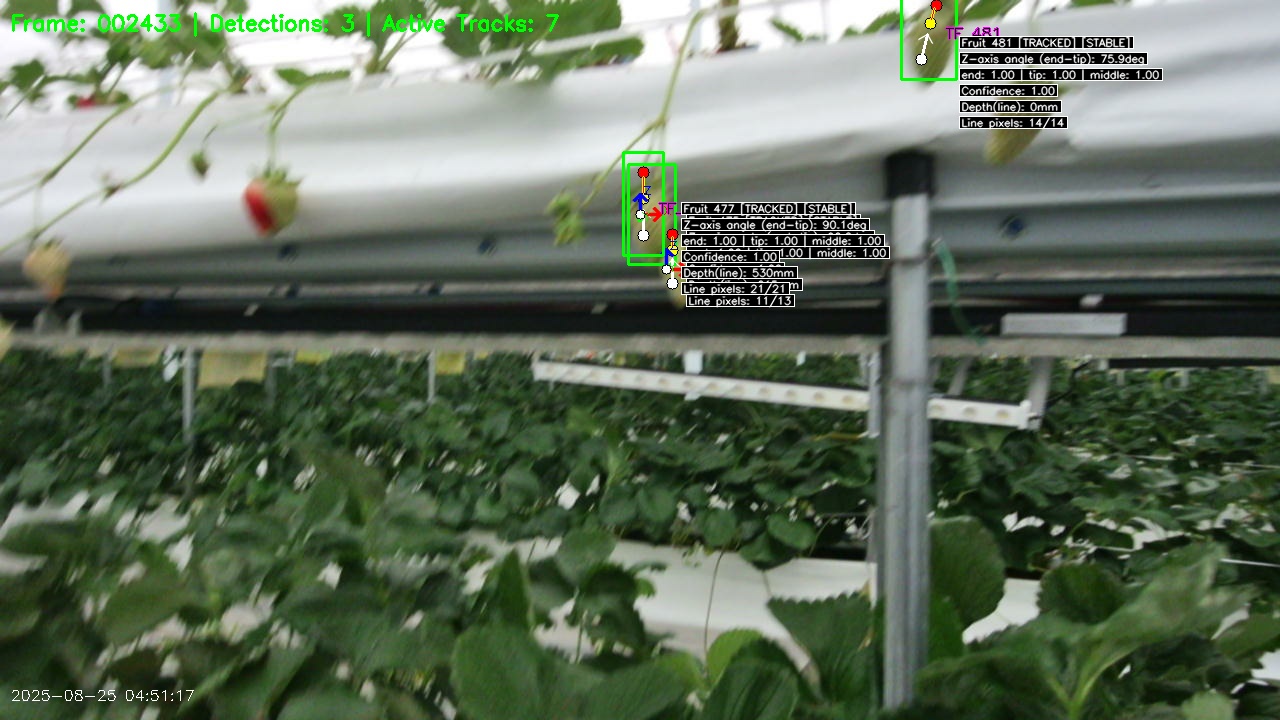 Frame: 002433 | Detections: 3 | Active Tracks: 7
TF_481
Fruit 481 [TRACKED] [STABLE]
Z-axis angle (end-tip): 75.9deg
end: 1.00 | tip: 1.00 | middle: 1.00
Confidence: 1.00
Depth(line): 0mm
Line pixels: 14/14
Z
TF
Fruit 477 [TRACKED] [STABLE]
Z-axis angle (end-tip): 90.1deg
end: 1.00 | tip: 1.00 | middle: 1.00
1.00 | middle: 1.00
Confidence: 1.00
Depth(line): 530mm
Line pixels: 21/21
Line pixels: 11/13
2025-08-25 04:51:17